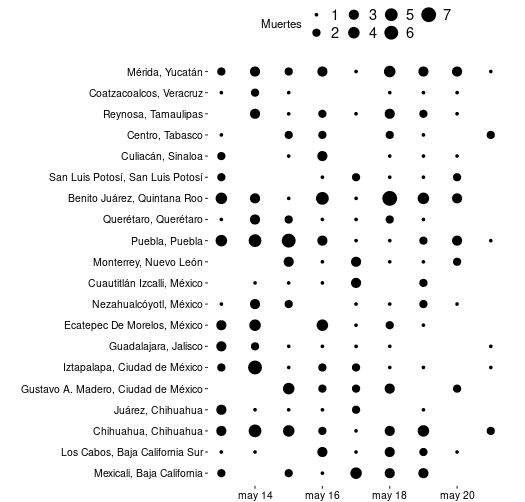 Muertes
1 3 5 7
2 4 6
Mérida, Yucatán
Coatzacoalcos, Veracruz
Reynosa, Tamaulipas
Centro, Tabasco
Culiacán, Sinaloa
San Luis Potosí, San Luis Potosí
Benito Juárez, Quintana Roo
Querétaro, Querétaro
Puebla, Puebla
Monterrey, Nuevo León
Cuautitlán Izcalli, México
Nezahualcóyotl, México
Ecatepec De Morelos, México
Guadalajara, Jalisco
Iztapalapa, Ciudad de México
Gustavo A. Madero, Ciudad de México
Juárez, Chihuahua
Chihuahua, Chihuahua
Los Cabos, Baja California Sur
Mexicali, Baja California
may 14 may 16 may 18 may 20